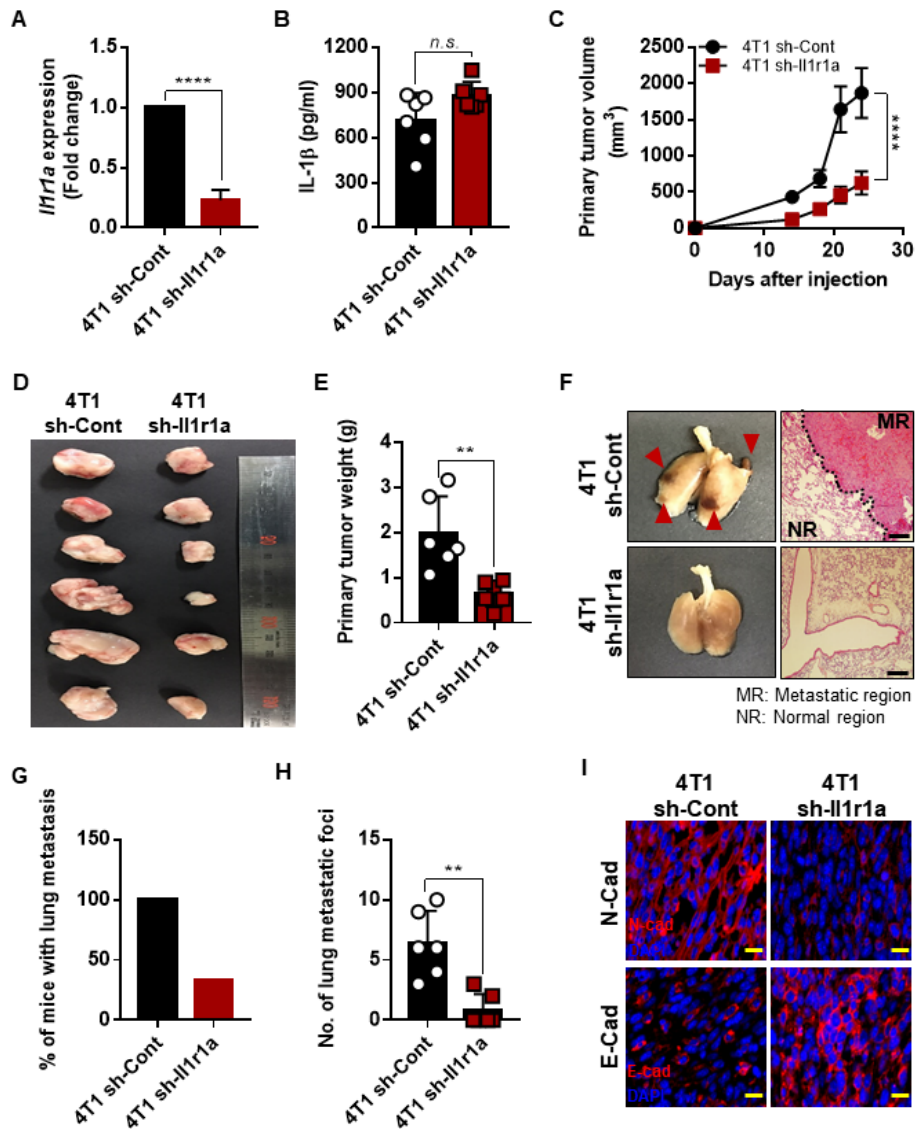 A
Il1r1a expression
(Fold change)
1.5
1.0
0.5
0.0
****
4T1 sh-Cont
4T1 sh-Il1r1a
B
IL-1β (pg/ml)
1200
900
600
300
0
n.s.
4T1 sh-Cont
4T1 sh-Il1r1a
C
Primary tumor volume
(mm³)
2500
2000
1500
1000
500
0
4T1 sh-Cont
4T1 sh-Il1r1a
****
0 10 20 30
Days after injection
D
4T1
sh-Cont
4T1
sh-Il1r1a
E
Primary tumor weight (g)
4
3
2
1
0
**
4T1 sh-Cont
4T1 sh-Il1r1a
F
4T1
sh-Cont
4T1
sh-Il1r1a
MR
NR
MR: Metastatic region
NR: Normal region
G
% of mice with lung metastasis
150
100
50
0
4T1 sh-Cont
4T1 sh-Il1r1a
H
No. of lung metastatic foci
15
10
5
0
**
4T1 sh-Cont
4T1 sh-Il1r1a
I
4T1
sh-Cont
4T1
sh-Il1r1a
N-Cad
N-cad
E-Cad
E-cad
DAPI